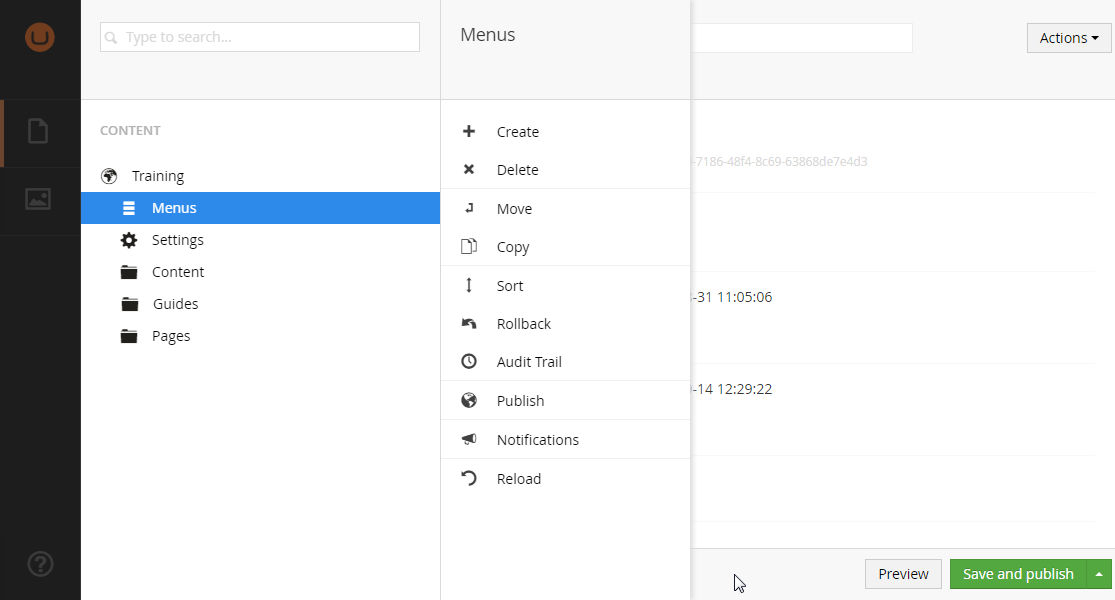 Type to search...
Menus
Actions
CONTENT
Training
Menus
Settings
Content
Guides
Pages
Create
Delete
Move
Copy
Sort
Rollback
Audit Trail
Publish
Notifications
Reload
-7186-48f4-8c69-63868de7e4d3
-31 11:05:06
-14 12:29:22
Preview
Save and publish